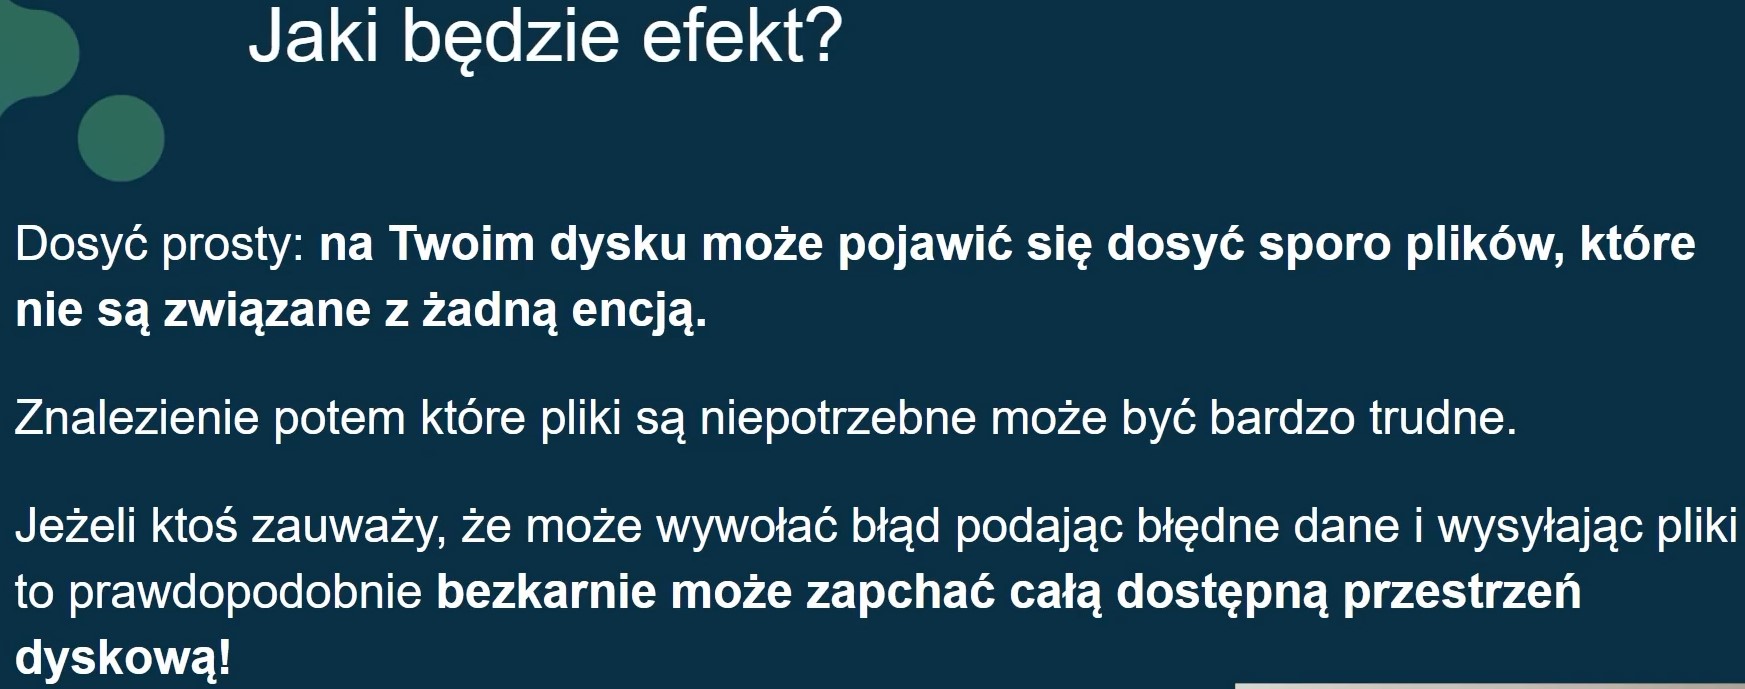 Jaki będzie efekt?
Dosyć prosty: na Twoim dysku może pojawić się dosyć sporo plików, które
nie są związane z żadną encją.
Znalezienie potem które pliki są niepotrzebne może być bardzo trudne.
Jeżeli ktoś zauważy, że może wywołać błąd podając błędne dane i wysyłając pliki
to prawdopodobnie bezkarnie może zapchać całą dostępną przestrzeń
dyskową!